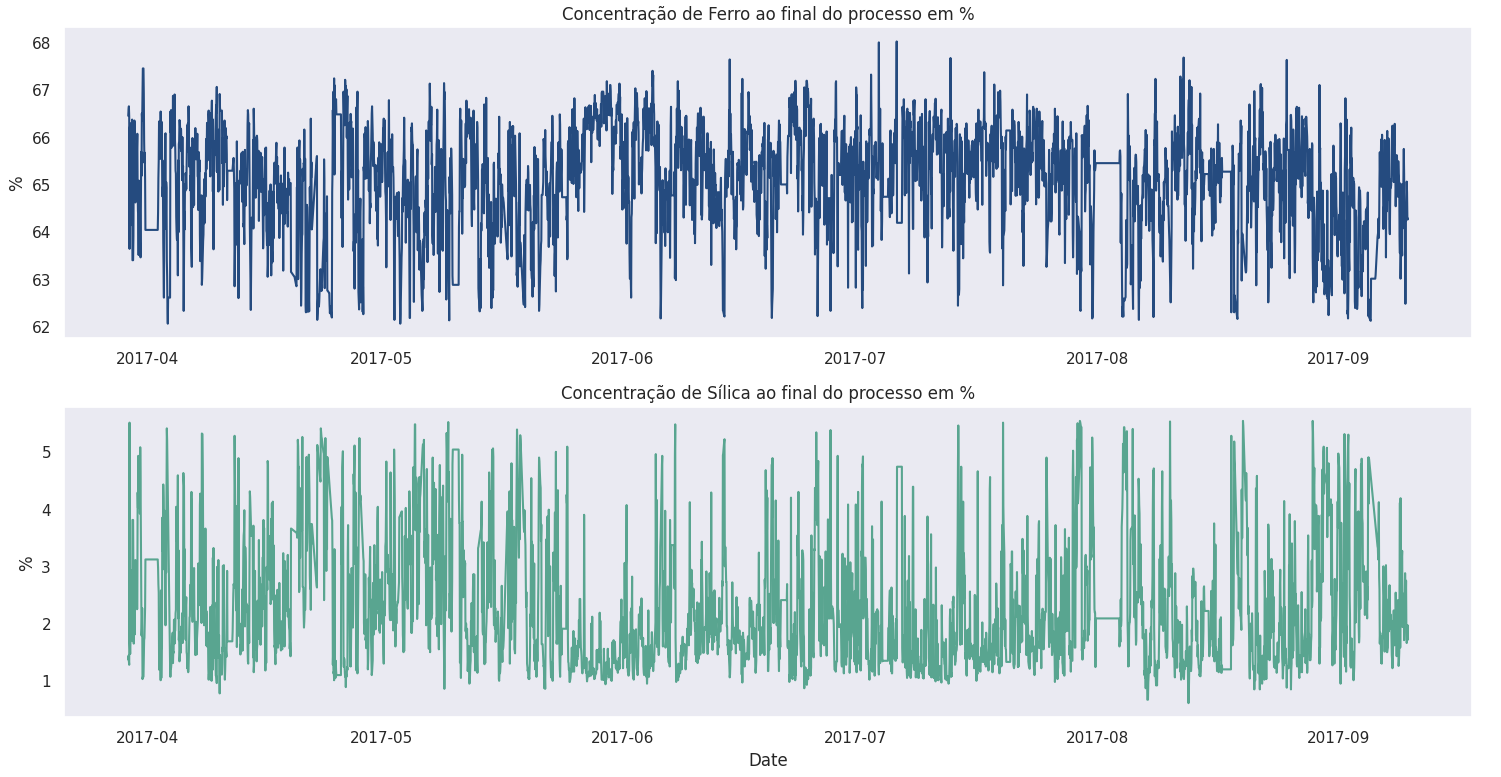 Concentração de Ferro ao final do processo em %
68
67
66
65
64
63
62
%
2017-04 2017-05 2017-06 2017-07 2017-08 2017-09
Concentração de Sílica ao final do processo em %
5
4
3
2
1
%
2017-04 2017-05 2017-06 2017-07 2017-08 2017-09
Date